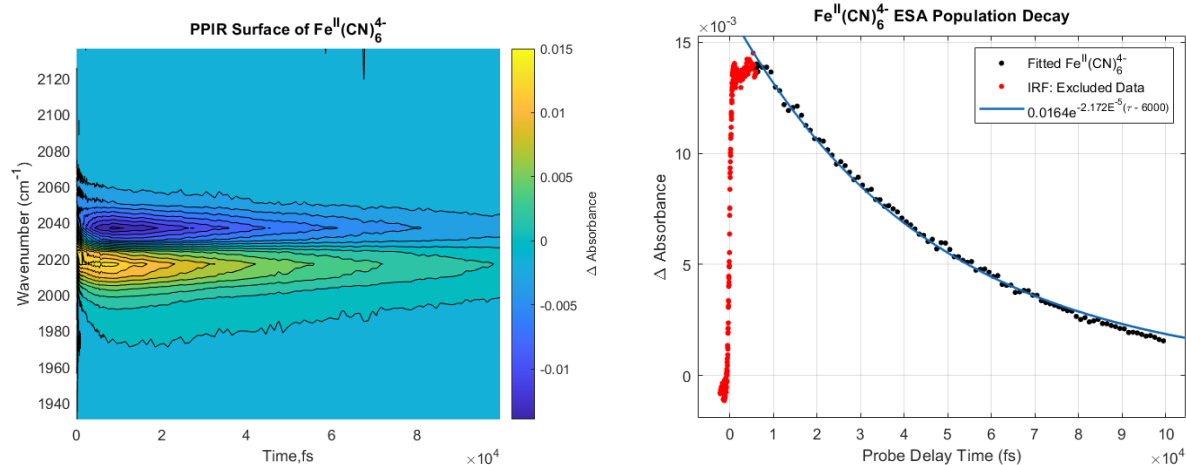 PPIR Surface of Fe^II(CN)_6^4-
2120
2100
2080
2060
2040
2020
2000
1980
1960
1940
Wavenumber (cm^-1)
0 2 4 6 8
×10^4
Time,fs
0.015
0.01
0.005
0
-0.005
-0.01
Δ Absorbance
Fe^II(CN)_6^4- ESA Population Decay
×10^-3
15
10
5
0
Δ Absorbance
Fitted Fe^II(CN)_6^4-
IRF: Excluded Data
0.0164e^-2.172E^-5(τ - 6000)
0 1 2 3 4 5 6 7 8 9 10
×10^4
Probe Delay Time (fs)